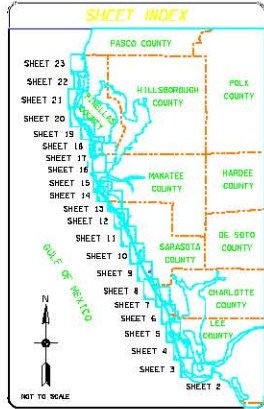 SHEET INDEX
PASCO COUNTY
SHEET 23
SHEET 22
SHEET 21
SHEET 20
SHEET 19
SHEET 18
SHEET 17
SHEET 16
SHEET 15
SHEET 14
SHEET 13
SHEET 12
SHEET 11
SHEET 10
SHEET 9
SHEET 8
SHEET 7
SHEET 6
SHEET 5
SHEET 4
SHEET 3
SHEET 2
PINELLAS
COUNTY
HILLSBOROUGH
COUNTY
POLK
COUNTY
MANATEE
COUNTY
HARDEE
COUNTY
SARASOTA
COUNTY
DE SOTO
COUNTY
CHARLOTTE
COUNTY
LEE
COUNTY
GULF OF MEXICO
N
NOT TO SCALE